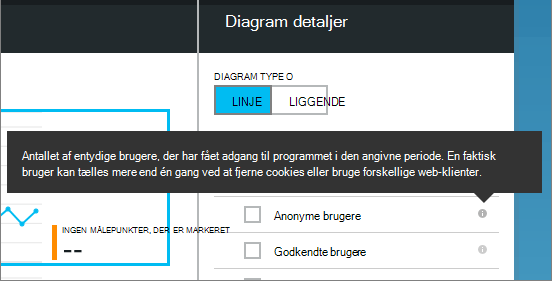 Diagram detaljer
DIAGRAM TYPE O
LINJE
LIGGENDE
Antallet af entydige brugere, der har fået adgang til programmet i den angivne periode. En faktisk
bruger kan tælles mere end én gang ved at fjerne cookies eller bruge forskellige web-klienter.
Anonyme brugere
INGEN MÅLEPUNKTER, DER ER MARKERET
--
Godkendte brugere